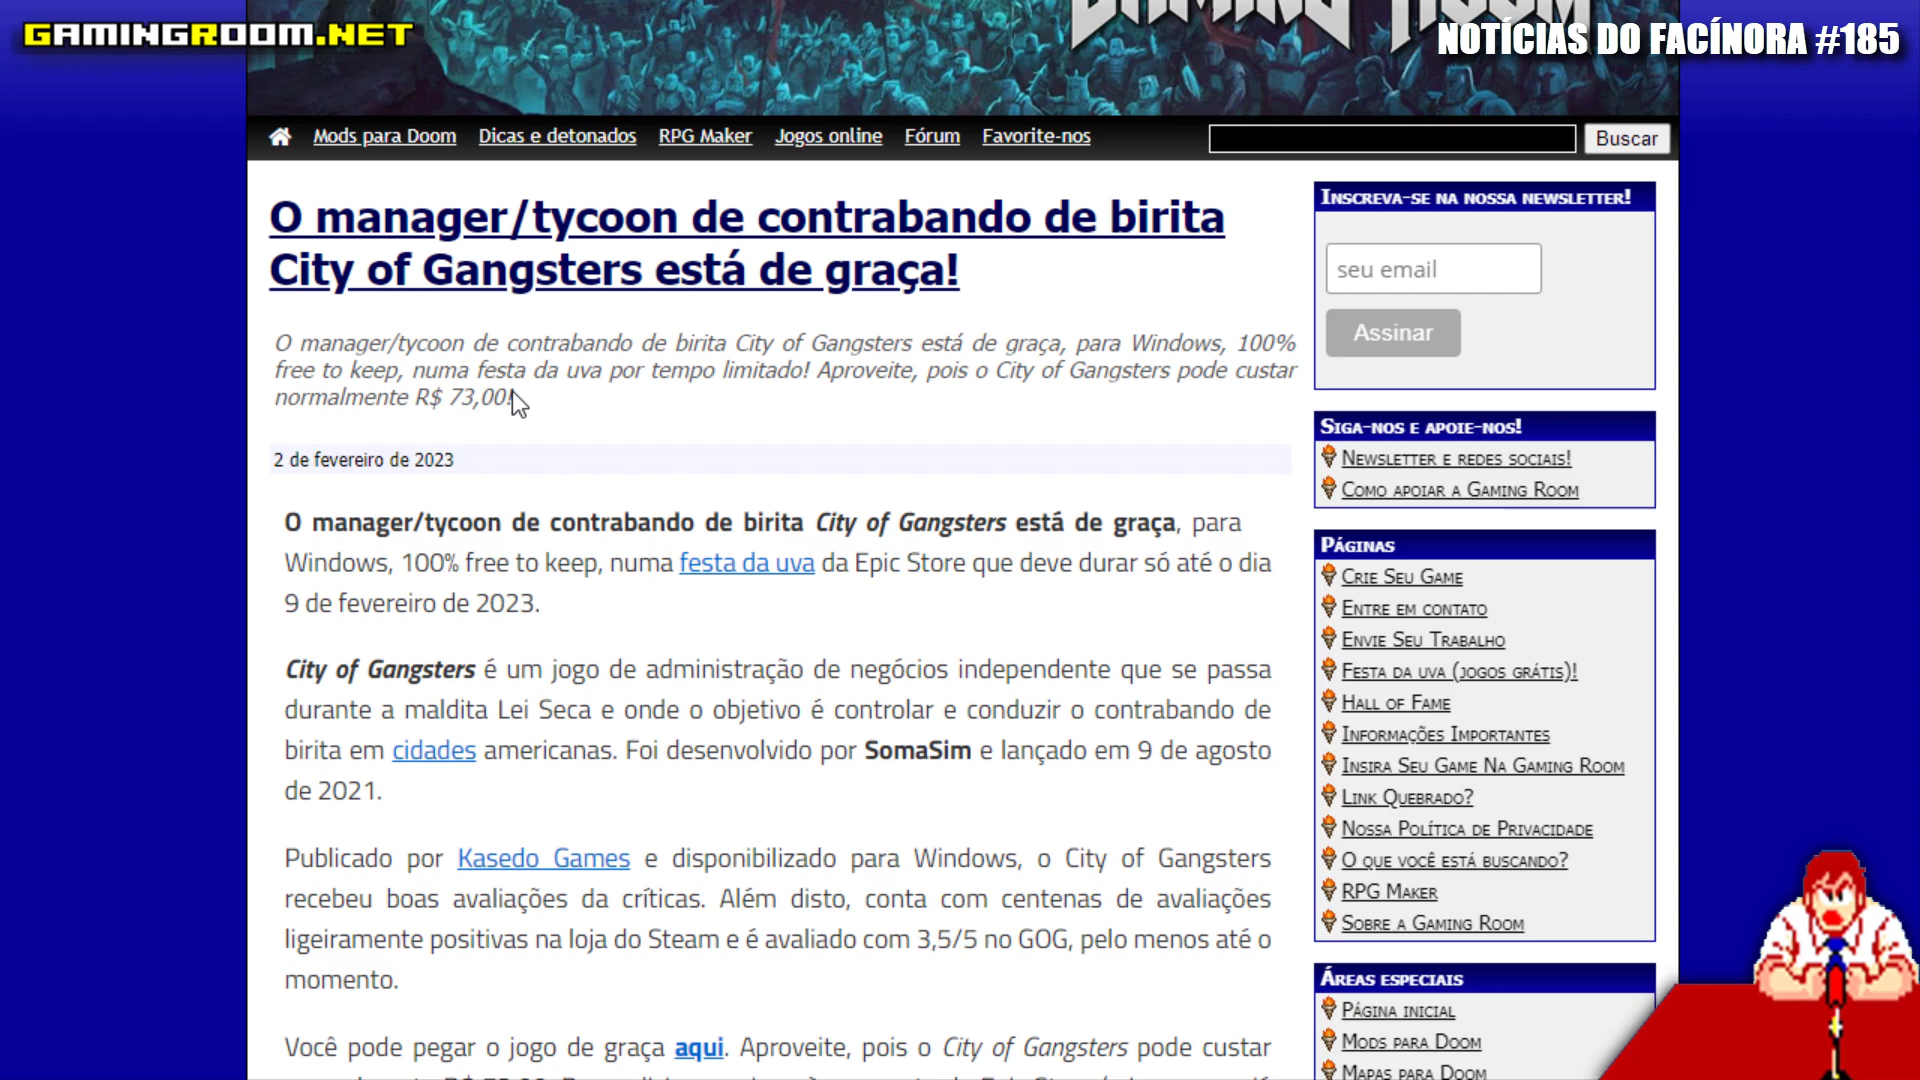 GAMINGROOM.NET
GAMING ROOM
NOTÍCIAS DO FACÍNORA #185
Mods para Doom Dicas e detonados RPG Maker Jogos online Fórum Favorite-nos Buscar
O manager/tycoon de contrabando de birita
City of Gangsters está de graça!
O manager/tycoon de contrabando de birita City of Gangsters está de graça, para Windows, 100%
free to keep, numa festa da uva por tempo limitado! Aproveite, pois o City of Gangsters pode custar
normalmente R$ 73,00!
2 de fevereiro de 2023
O manager/tycoon de contrabando de birita City of Gangsters está de graça, para
Windows, 100% free to keep, numa festa da uva da Epic Store que deve durar só até o dia
9 de fevereiro de 2023.
City of Gangsters é um jogo de administração de negócios independente que se passa
durante a maldita Lei Seca e onde o objetivo é controlar e conduzir o contrabando de
birita em cidades americanas. Foi desenvolvido por SomaSim e lançado em 9 de agosto
de 2021.
Publicado por Kasedo Games e disponibilizado para Windows, o City of Gangsters
recebeu boas avaliações da críticas. Além disto, conta com centenas de avaliações
ligeiramente positivas na loja do Steam e é avaliado com 3,5/5 no GOG, pelo menos até o
momento.
Você pode pegar o jogo de graça aqui. Aproveite, pois o City of Gangsters pode custar
Inscreva-se na nossa newsletter!
seu email
Assinar
Siga-nos e apoie-nos!
Newsletter e redes sociais!
Como apoiar a Gaming Room
Páginas
Crie Seu Game
Entre em contato
Envie Seu Trabalho
Festa da uva (jogos grátis)!
Hall of Fame
Informações Importantes
Insira Seu Game Na Gaming Room
Link Quebrado?
Nossa Política de Privacidade
O que você está buscando?
RPG Maker
Sobre a Gaming Room
Áreas especiais
Página inicial
Mods para Doom
Mapas para Doom